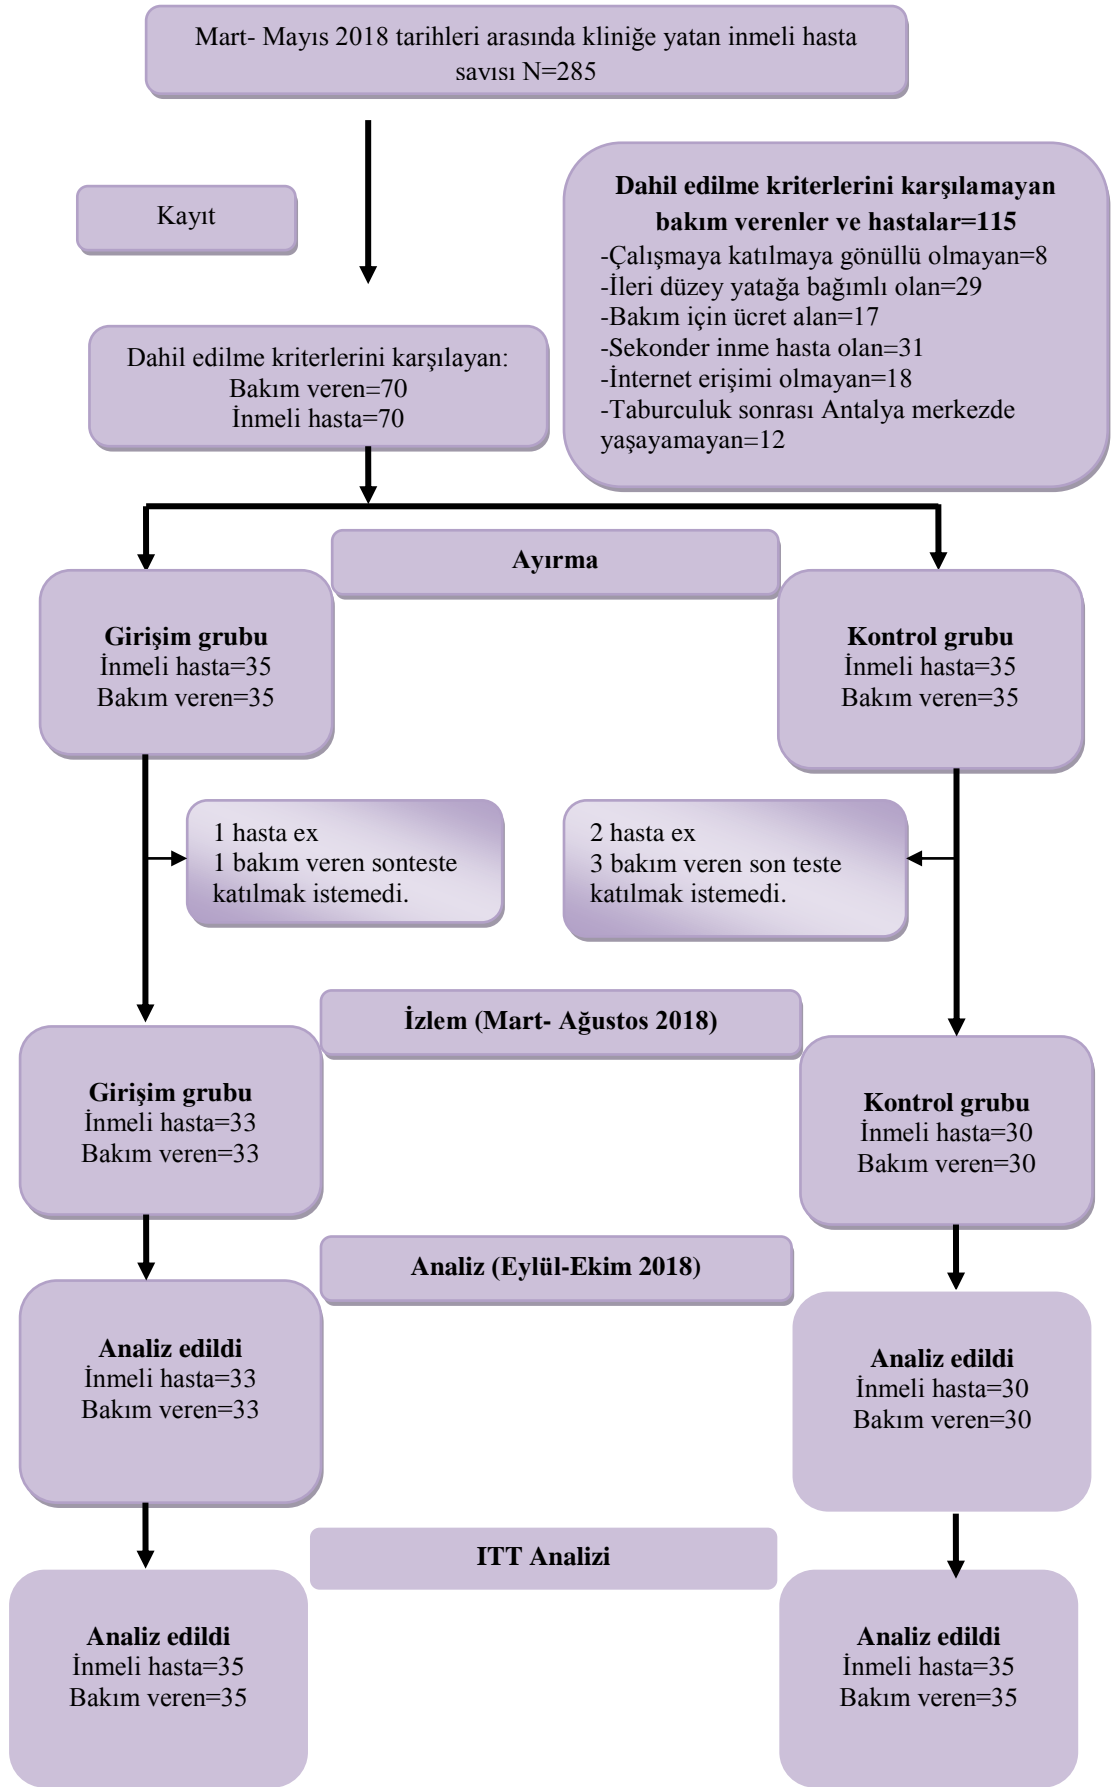 Mart- Mayıs 2018 tarihleri arasında kliniğe yatan inmeli hasta
savısı N=285
Kayıt
Dahil edilme kriterlerini karşılamayan
bakım verenler ve hastalar=115
-Çalışmaya katılmaya gönüllü olmayan=8
-İleri düzey yatağa bağımlı olan=29
-Bakım için ücret alan=17
-Sekonder inme hasta olan=31
-İnternet erişimi olmayan=18
-Taburculuk sonrası Antalya merkezde
yaşayamayan=12
Dahil edilme kriterlerini karşılayan:
Bakım veren=70
İnmeli hasta=70
Ayırma
Girişim grubu
İnmeli hasta=35
Bakım veren=35
Kontrol grubu
İnmeli hasta=35
Bakım veren=35
1 hasta ex
1 bakım veren sonteste
katılmak istemedi.
2 hasta ex
3 bakım veren son teste
katılmak istemedi.
İzlem (Mart- Ağustos 2018)
Girişim grubu
İnmeli hasta=33
Bakım veren=33
Kontrol grubu
İnmeli hasta=30
Bakım veren=30
Analiz (Eylül-Ekim 2018)
Analiz edildi
İnmeli hasta=33
Bakım veren=33
Analiz edildi
İnmeli hasta=30
Bakım veren=30
ITT Analizi
Analiz edildi
İnmeli hasta=35
Bakım veren=35
Analiz edildi
İnmeli hasta=35
Bakım veren=35